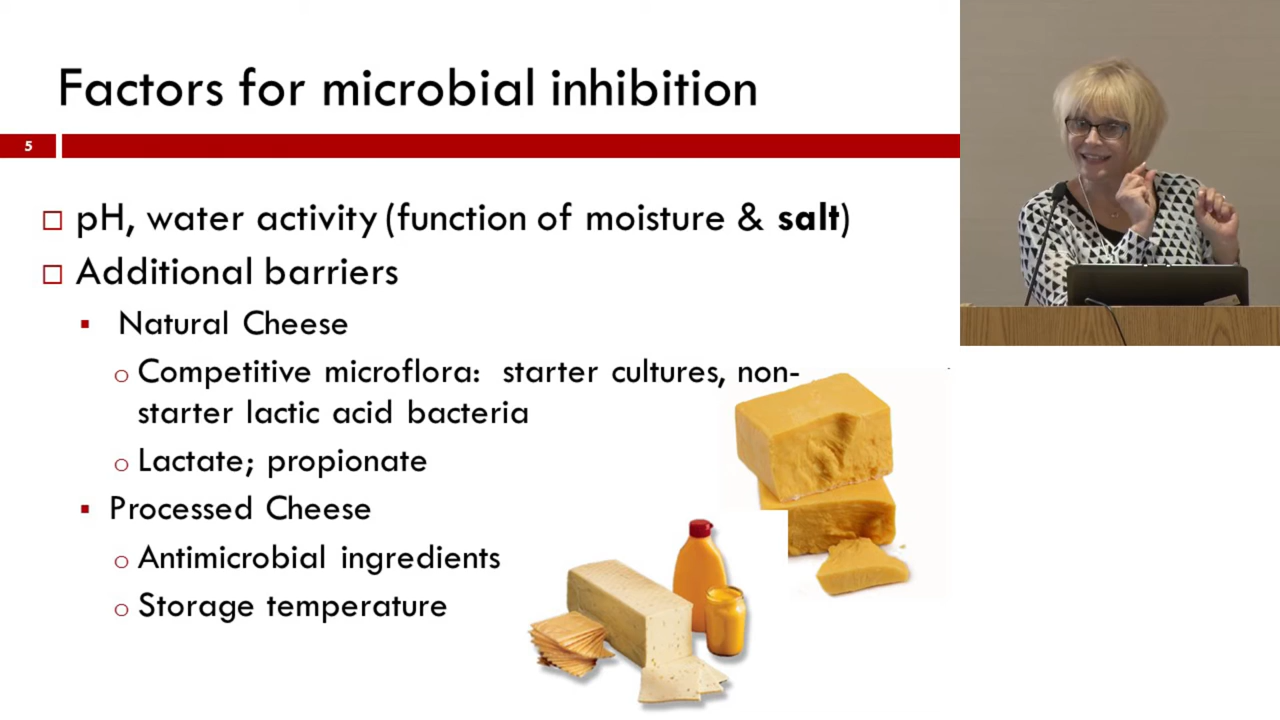 Factors for microbial inhibition
5
□ pH, water activity (function of moisture & salt)
□ Additional barriers
▪ Natural Cheese
o Competitive microflora: starter cultures, non-
starter lactic acid bacteria
o Lactate; propionate
▪ Processed Cheese
o Antimicrobial ingredients
o Storage temperature